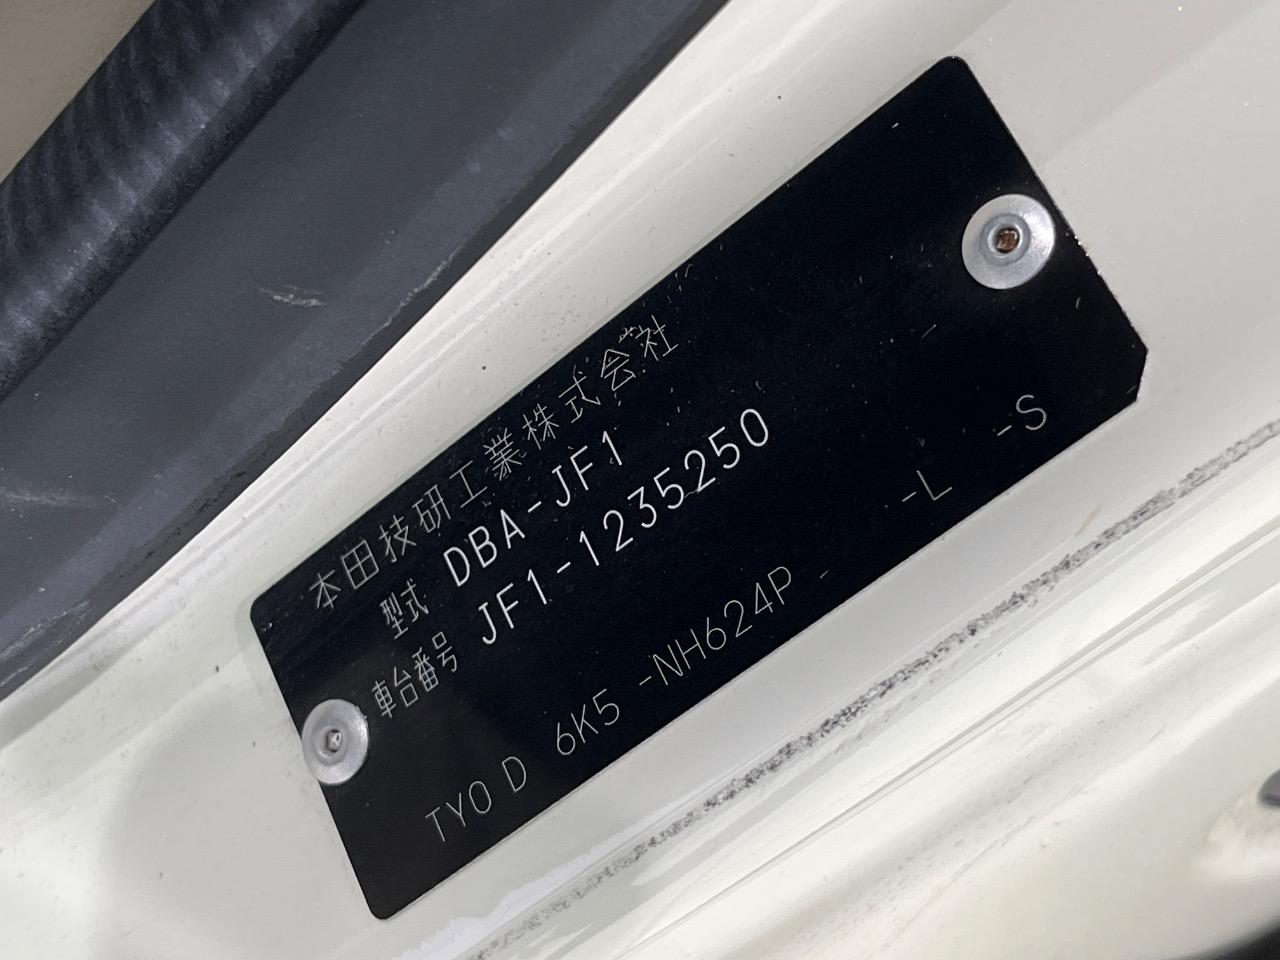 本田技研工業株式会社
型式 DBA-JF1
車台番号 JF1-1235250
TY0 D 6K5 -NH624P -L -S